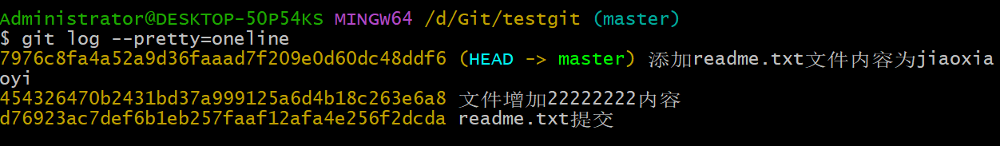 Administrator@DESKTOP-5OP54KS MINGW64 /d/Git/testgit (master)
$ git log --pretty=oneline
7976c8fa4a52a9d36faaad7f209e0d60dc48ddf6 (HEAD -> master) 添加readme.txt文件内容为jiaoxia
oyi
454326470b2431bd37a999125a6d4b18c263e6a8 文件增加22222222内容
d76923ac7def6b1eb257faaf12afa4e256f2dcda readme.txt提交